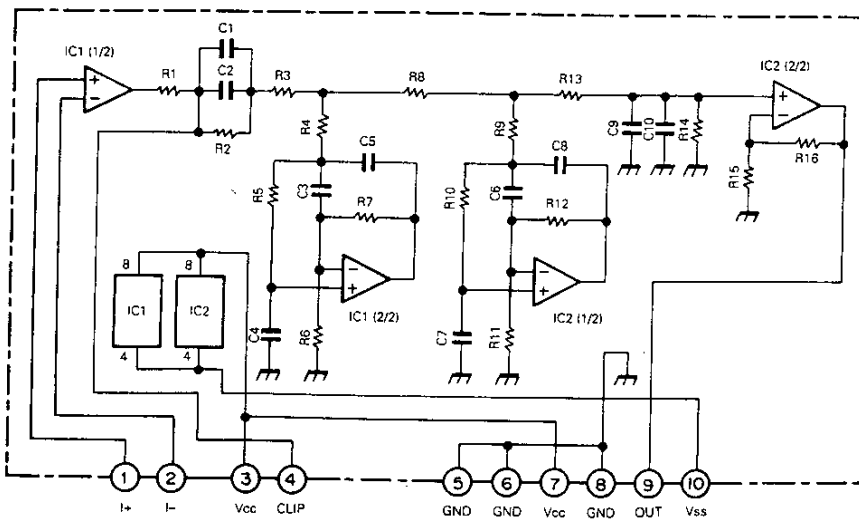 IC1 (1/2)
C1
C2
R1
R2
R3
R8
R13
IC2 (2/2)
R4
C5
R9
C8
C9
C10
R14
R15
R16
R5
C3
R7
R10
C6
R12
8
8
IC1
IC2
4
4
C4
R6
IC1 (2/2)
C7
R11
IC2 (1/2)
1
2
3
4
5
6
7
8
9
10
I+
I-
Vcc
CLIP
GND
GND
Vcc
GND
OUT
Vss